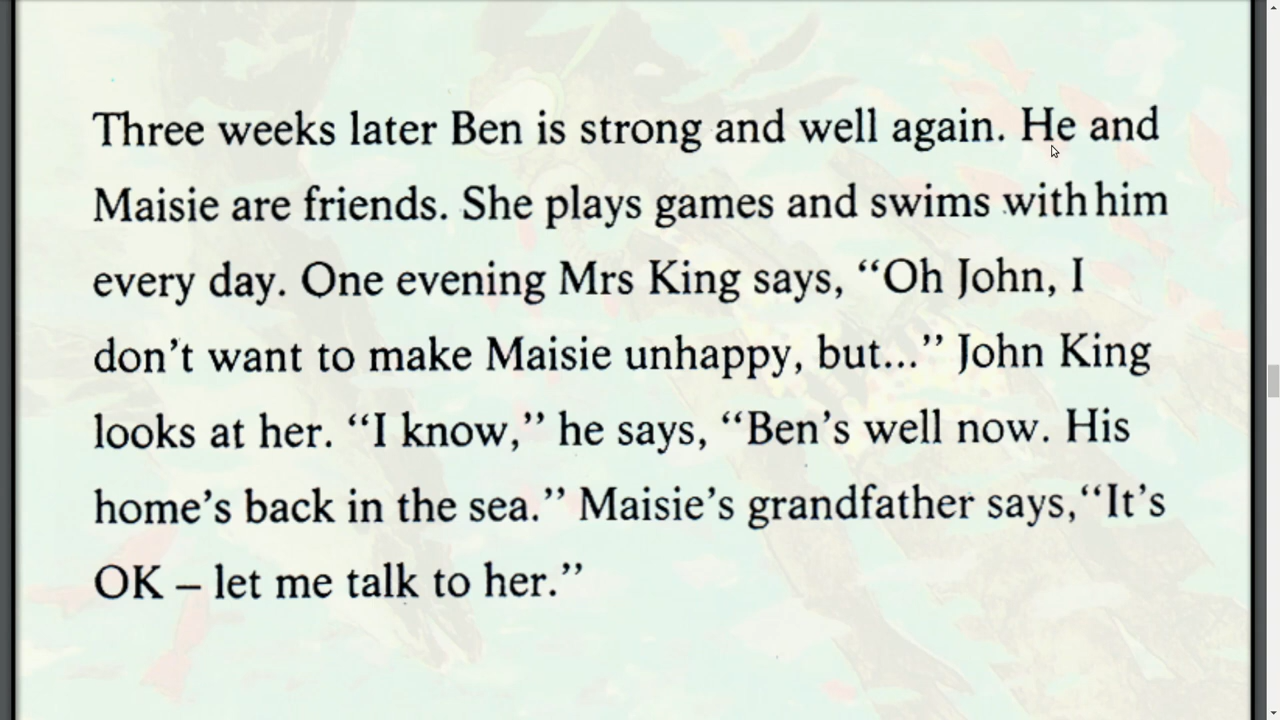 Three weeks later Ben is strong and well again. He and
Maisie are friends. She plays games and swims with him
every day. One evening Mrs King says, “Oh John, I
don’t want to make Maisie unhappy, but...” John King
looks at her. “I know,” he says, “Ben’s well now. His
home’s back in the sea.” Maisie’s grandfather says,“It’s
OK – let me talk to her.”